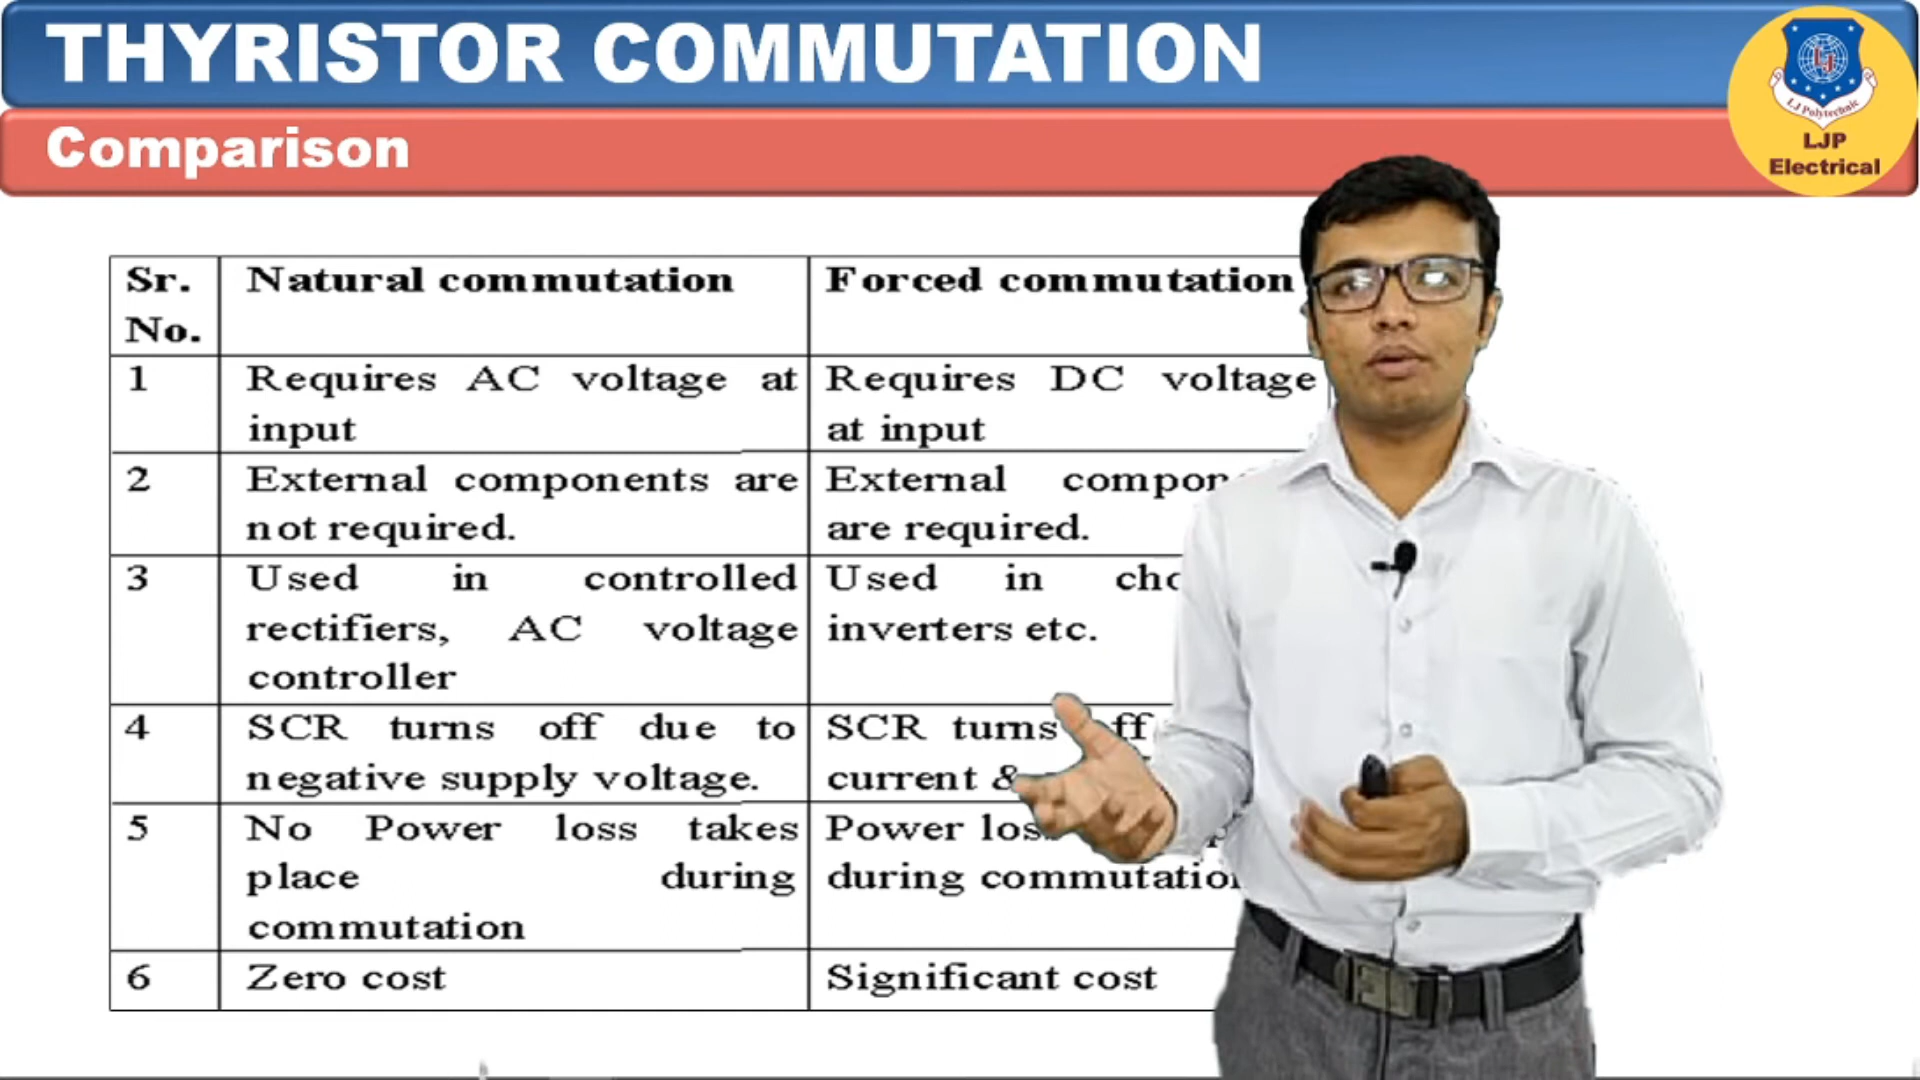 THYRISTOR COMMUTATION
Comparison
LJ Polytechnic
LJP
Electrical
Sr. No. Natural commutation Forced commutation
1 Requires AC voltage at input Requires DC voltage at input
2 External components are not required. External are required.
3 Used in controlled rectifiers, AC voltage controller Used in inverters etc.
4 SCR turns off due to negative supply voltage. SCR turns current &
5 No Power loss takes place during commutation Power during
6 Zero cost Significant cost